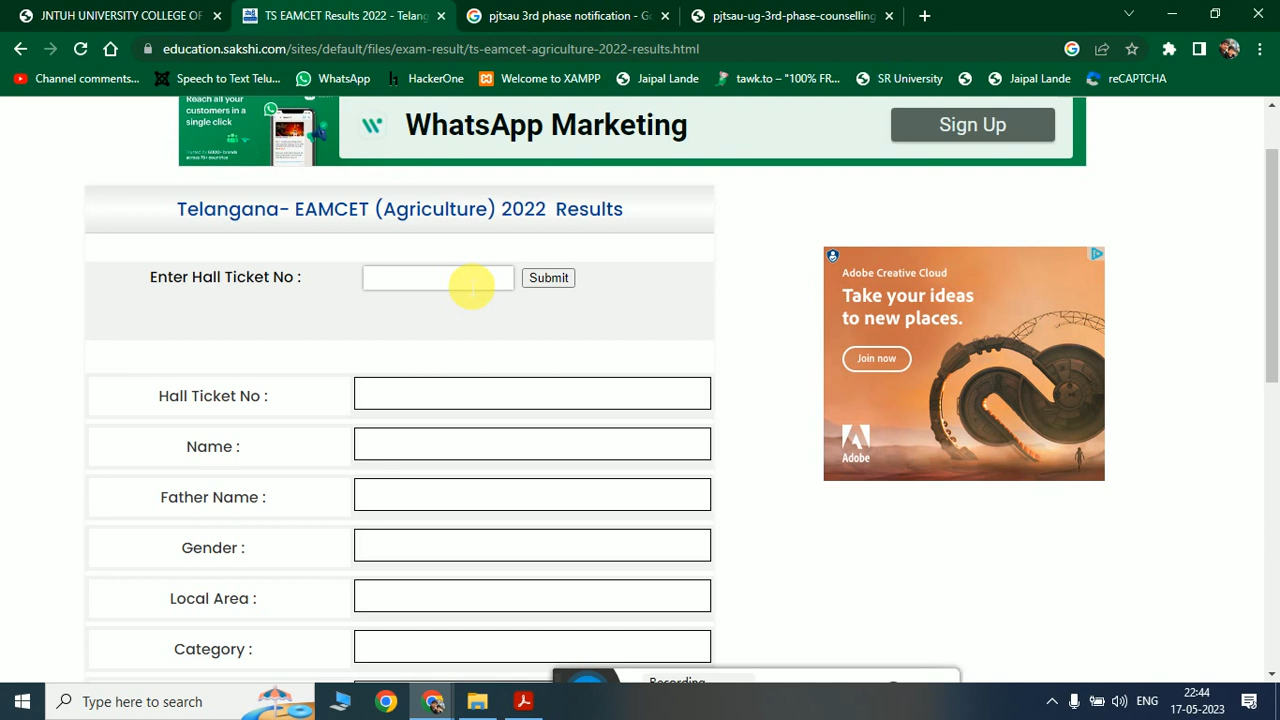 JNTUH UNIVERSITY COLLEGE OF
TS EAMCET Results 2022 - Telang
pjtsau 3rd phase notification - Go
pjtsau-ug-3rd-phase-counselling
education.sakshi.com/sites/default/files/exam-result/ts-eamcet-agriculture-2022-results.html
Channel comments...
Speech to Text Telu...
WhatsApp
HackerOne
Welcome to XAMPP
Jaipal Lande
tawk.to – "100% FR...
SR University
Jaipal Lande
reCAPTCHA
Reach all your
customers in a
single click
WhatsApp Marketing
Sign Up
Telangana- EAMCET (Agriculture) 2022 Results
Enter Hall Ticket No :
Submit
Hall Ticket No :
Name :
Father Name :
Gender :
Local Area :
Category :
Adobe Creative Cloud
Take your ideas
to new places.
Join now
Adobe
Recording
Type here to search
ENG
22:44
17-05-2023